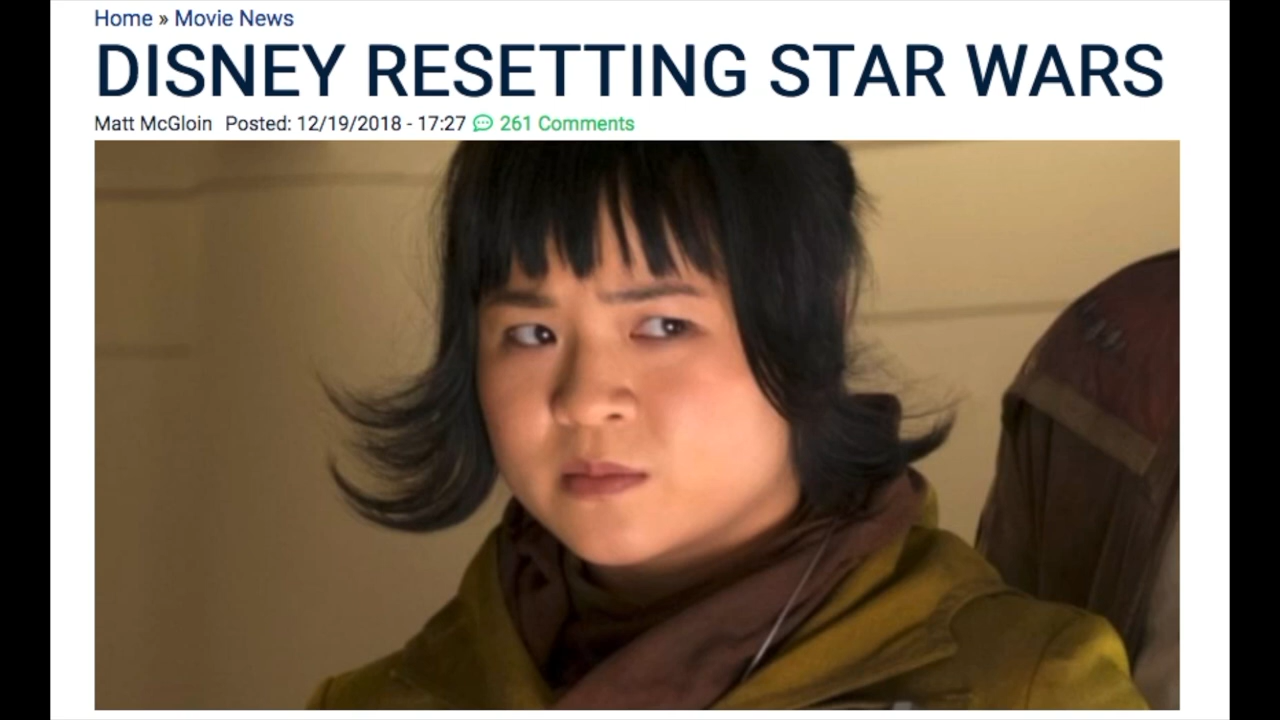 Home » Movie News
DISNEY RESETTING STAR WARS
Matt McGloin Posted: 12/19/2018 - 17:27 261 Comments